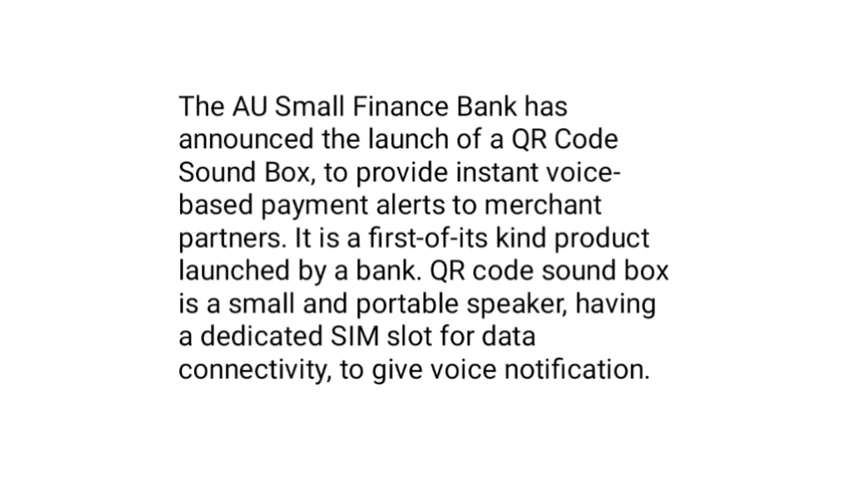 The AU Small Finance Bank has
announced the launch of a QR Code
Sound Box, to provide instant voice-
based payment alerts to merchant
partners. It is a first-of-its kind product
launched by a bank. QR code sound box
is a small and portable speaker, having
a dedicated SIM slot for data
connectivity, to give voice notification.